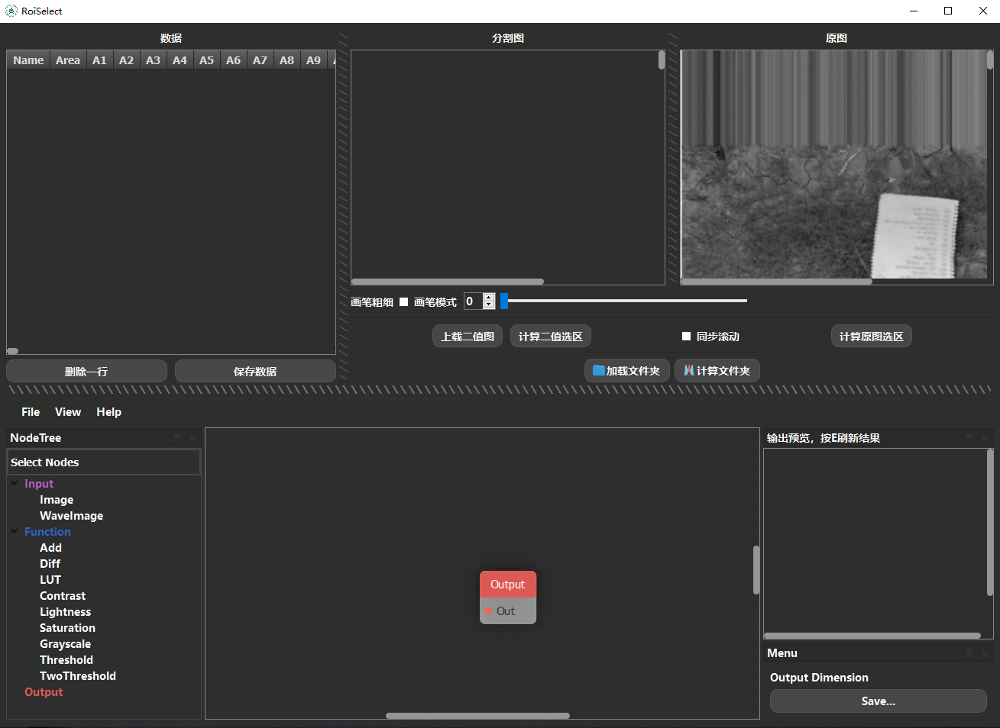 RoiSelect
数据
分割图
原图
Name Area A1 A2 A3 A4 A5 A6 A7 A8 A9
画笔粗细 画笔模式 0
上载二值图 计算二值选区 同步滚动 计算原图选区
删除一行 保存数据 加载文件夹 计算文件夹
File View Help
NodeTree
Select Nodes
Input
Image
WaveImage
Function
Add
Diff
LUT
Contrast
Lightness
Saturation
Grayscale
Threshold
TwoThreshold
Output
Output
Out
输出预览，按E刷新结果
Menu
Output Dimension
Save...